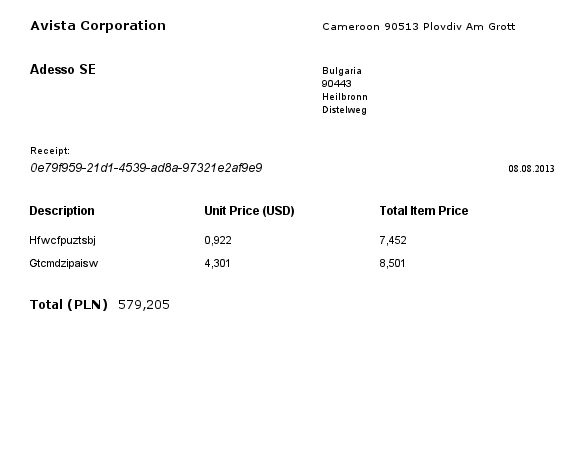 Avista Corporation
Cameroon 90513 Plovdiv Am Grott
Adesso SE
Bulgaria
90443
Heilbronn
Distelweg
Receipt:
0e79f959-21d1-4539-ad8a-97321e2af9e9
08.08.2013
Description Unit Price (USD) Total Item Price
Hfwcfpuztsbj 0,922 7,452
Gtcmdzipaisw 4,301 8,501
Total (PLN) 579,205